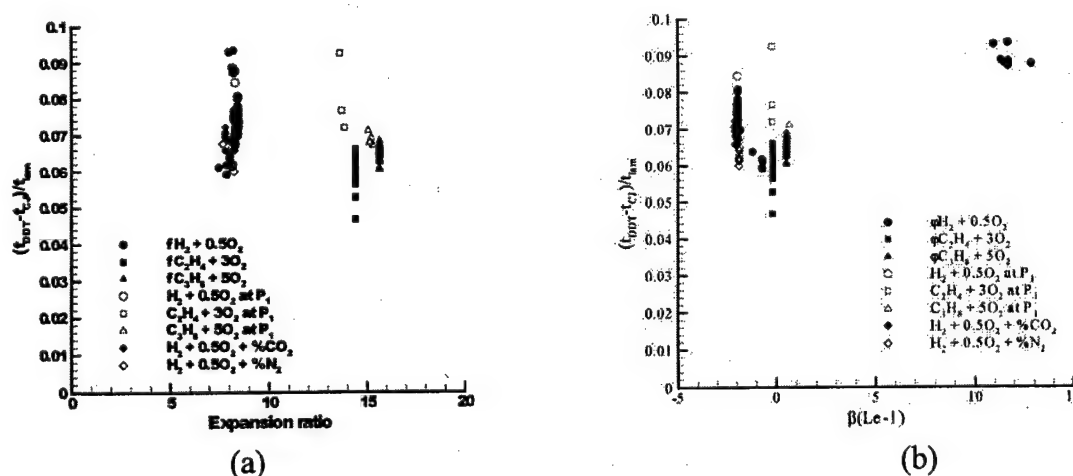 0.1
0.09
0.08
0.07
0.06
0.05
0.04
0.03
0.02
0.01
0
(t_DDT-t_CJ)/t_lam
fH₂ + 0.5O₂
fC₂H₄ + 3O₂
fC₃H₈ + 5O₂
H₂ + 0.5O₂ at P₁
C₂H₄ + 3O₂ at P₁
C₃H₈ + 5O₂ at P₁
H₂ + 0.5O₂ + %CO₂
H₂ + 0.5O₂ + %N₂
0 5 10 15 20
Expansion ratio
(a)
0.1
0.09
0.08
0.07
0.06
0.05
0.04
0.03
0.02
0.01
0
(t_DDT-t_CJ)/t_lam
φH₂ + 0.5O₂
φC₂H₄ + 3O₂
φC₃H₈ + 5O₂
H₂ + 0.5O₂ at P₁
C₂H₄ + 3O₂ at P₁
C₃H₈ + 5O₂ at P₁
H₂ + 0.5O₂ + %CO₂
H₂ + 0.5O₂ + %N₂
-5 0 5 10
β(Le-1)
(b)